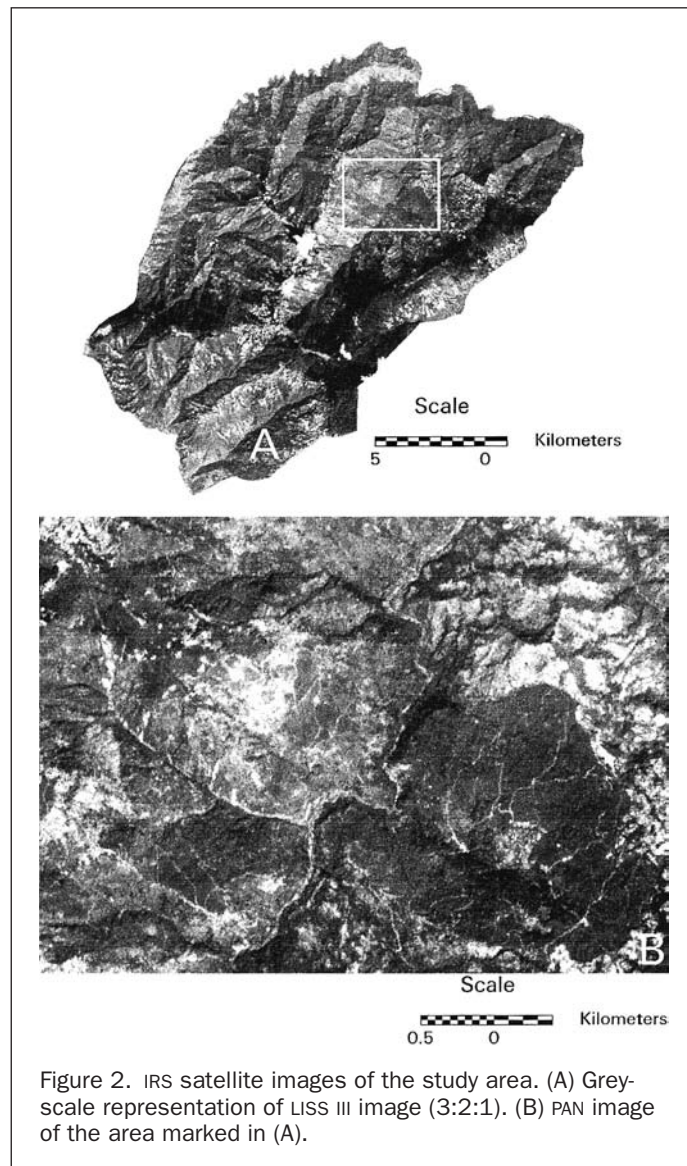 A
Scale
Kilometers
5 0
B
Scale
Kilometers
0.5 0
Figure 2. IRS satellite images of the study area. (A) Grey-
scale representation of LISS III image (3:2:1). (B) PAN image
of the area marked in (A).